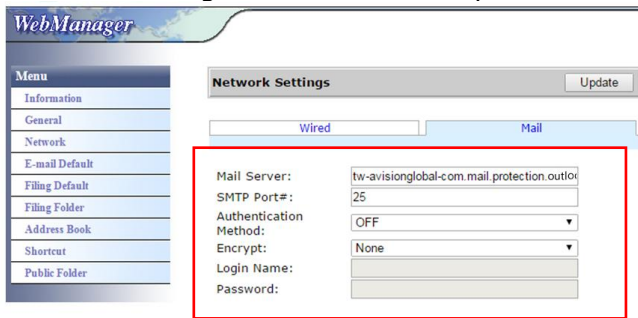 WebManager
Menu
Information
General
Network
E-mail Default
Filing Default
Filing Folder
Address Book
Shortcut
Public Folder
Network Settings
Update
Wired
Mail
Mail Server: tw-avisionglobal-com.mail.protection.outloo
SMTP Port#: 25
Authentication
Method: OFF
Encrypt: None
Login Name:
Password: